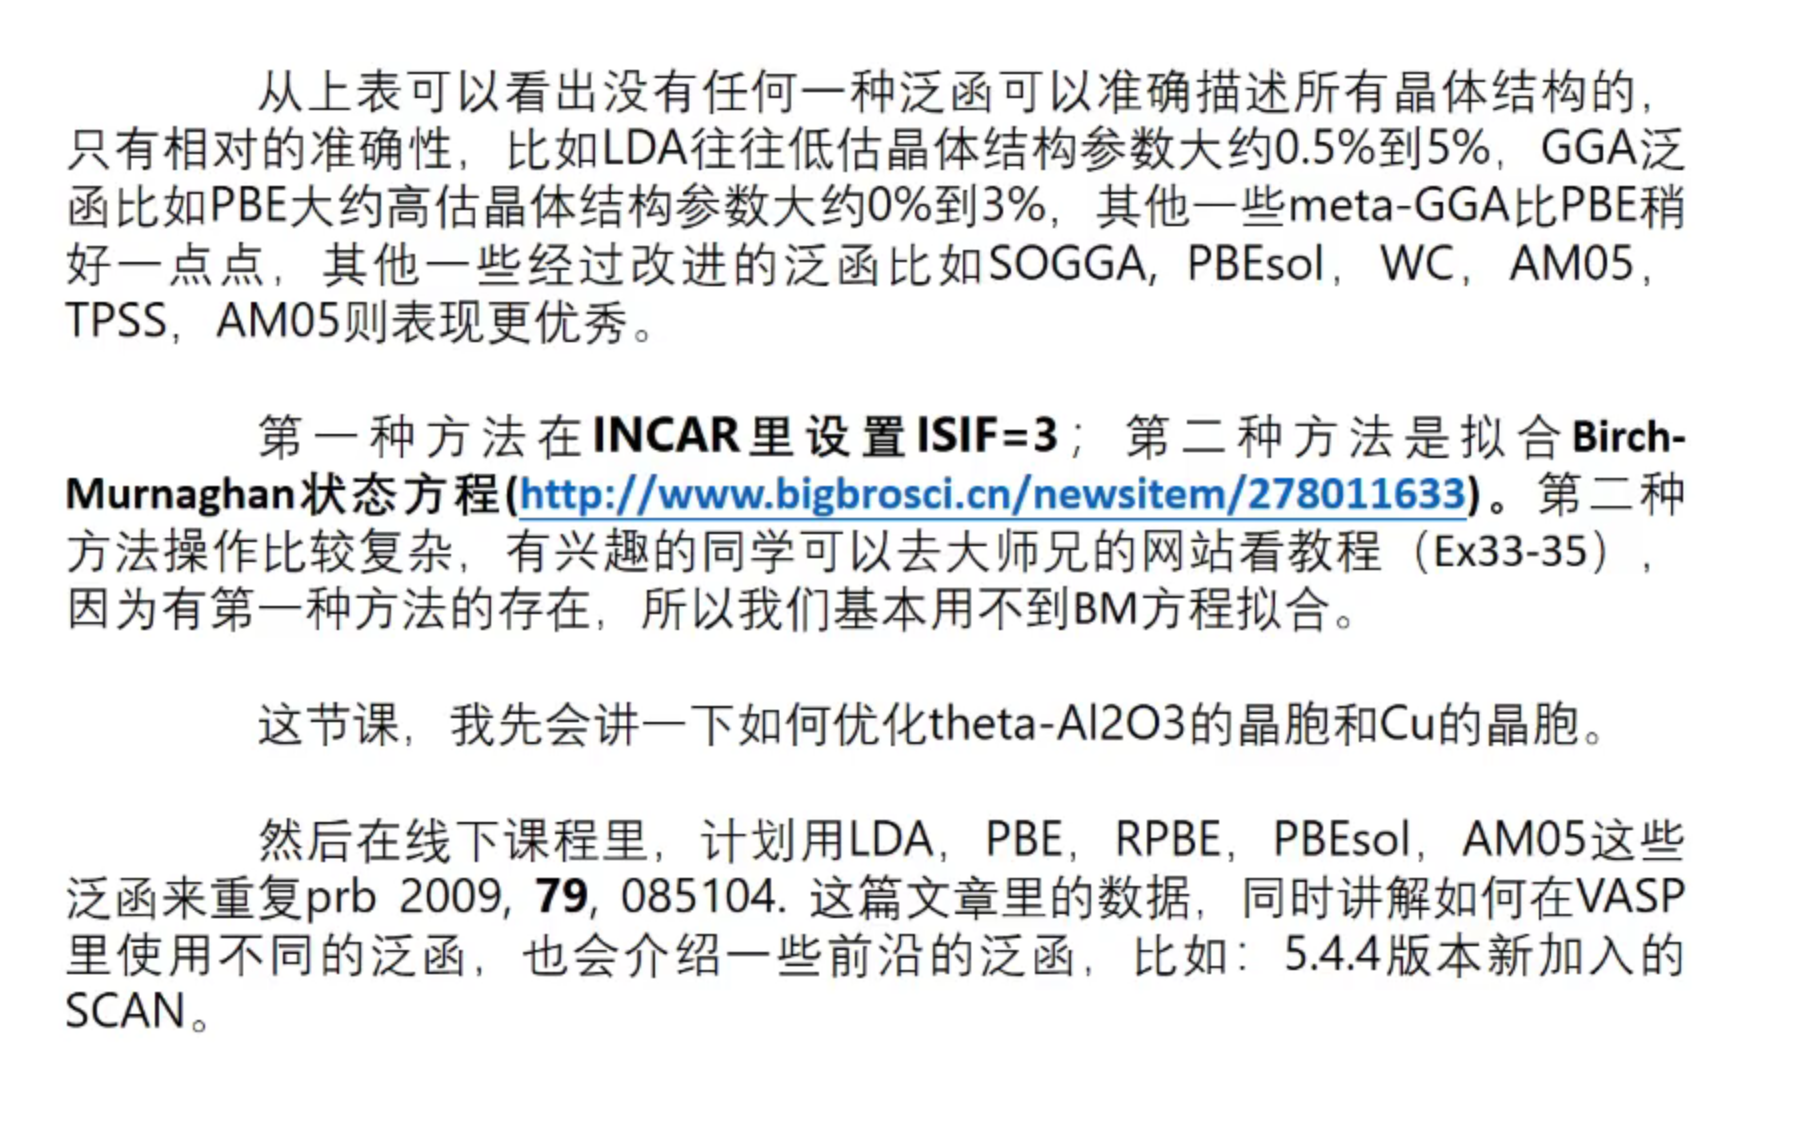 从上表可以看出没有任何一种泛函可以准确描述所有晶体结构的，
只有相对的准确性，比如LDA往往低估晶体结构参数大约0.5%到5%，GGA泛
函比如PBE大约高估晶体结构参数大约0%到3%，其他一些meta-GGA比PBE稍
好一点点，其他一些经过改进的泛函比如SOGGA, PBEsol，WC，AM05，
TPSS，AM05则表现更优秀。
第一种方法在INCAR里设置ISIF=3；第二种方法是拟合Birch-
Murnaghan状态方程(http://www.bigbrosci.cn/newsitem/278011633)。第二种
方法操作比较复杂，有兴趣的同学可以去大师兄的网站看教程（Ex33-35），
因为有第一种方法的存在，所以我们基本用不到BM方程拟合。
这节课，我先会讲一下如何优化theta-Al2O3的晶胞和Cu的晶胞。
然后在线下课程里，计划用LDA，PBE，RPBE，PBEsol，AM05这些
泛函来重复prb 2009, 79, 085104. 这篇文章里的数据，同时讲解如何在VASP
里使用不同的泛函，也会介绍一些前沿的泛函，比如：5.4.4版本新加入的
SCAN。